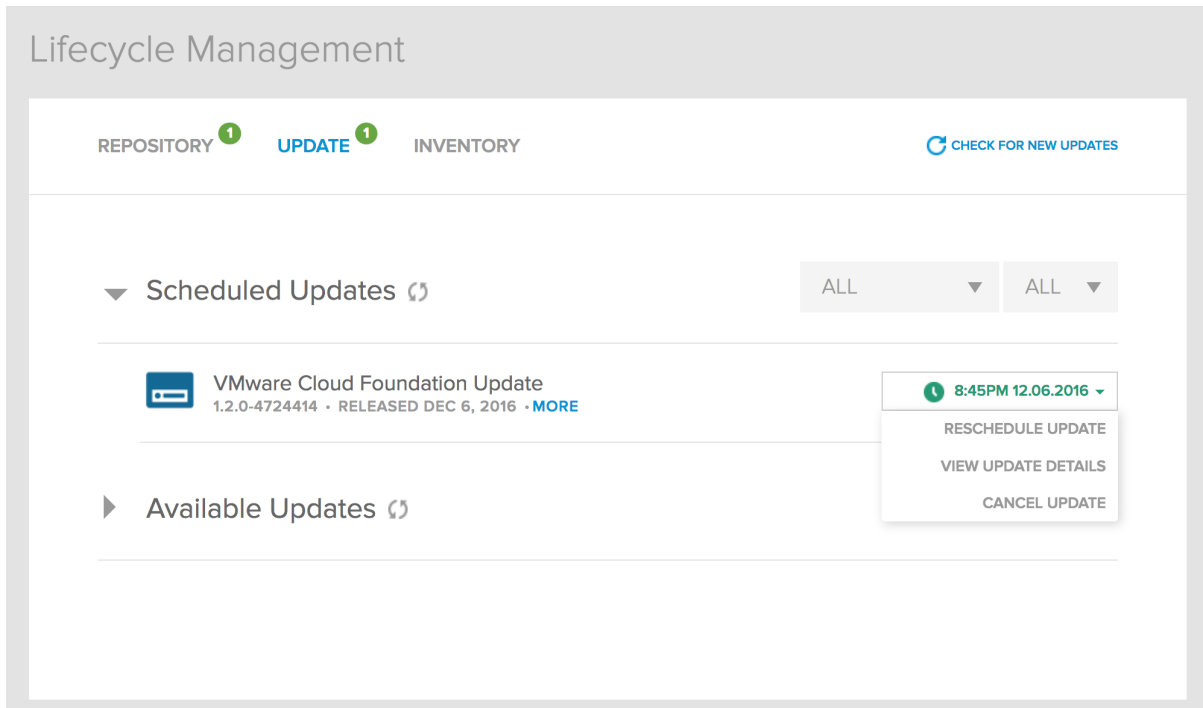 Lifecycle Management
REPOSITORY 1 UPDATE 1 INVENTORY CHECK FOR NEW UPDATES
Scheduled Updates ALL ALL
VMware Cloud Foundation Update
1.2.0-4724414 • RELEASED DEC 6, 2016 • MORE
8:45PM 12.06.2016
RESCHEDULE UPDATE
VIEW UPDATE DETAILS
CANCEL UPDATE
Available Updates